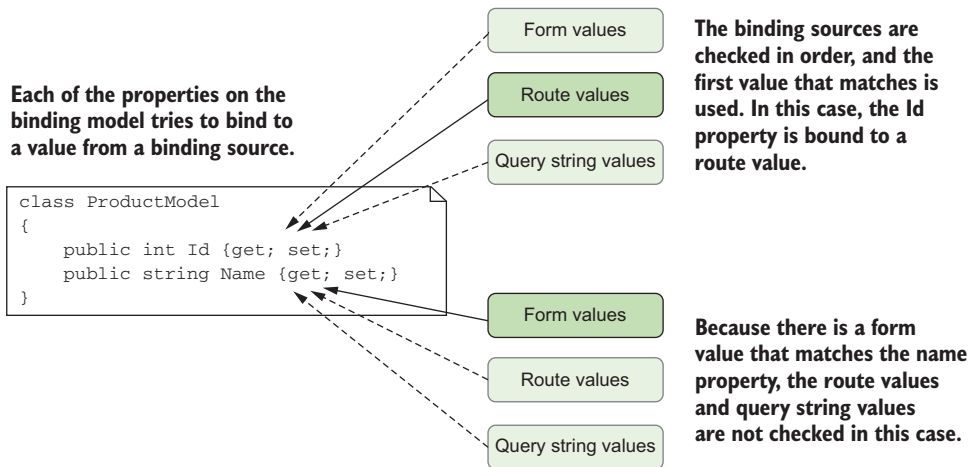 Each of the properties on the
binding model tries to bind to
a value from a binding source.
Form values
Route values
Query string values
The binding sources are
checked in order, and the
first value that matches is
used. In this case, the Id
property is bound to a
route value.
class ProductModel
{
    public int Id {get; set;}
    public string Name {get; set;}
}
Form values
Route values
Query string values
Because there is a form
value that matches the name
property, the route values
and query string values
are not checked in this case.